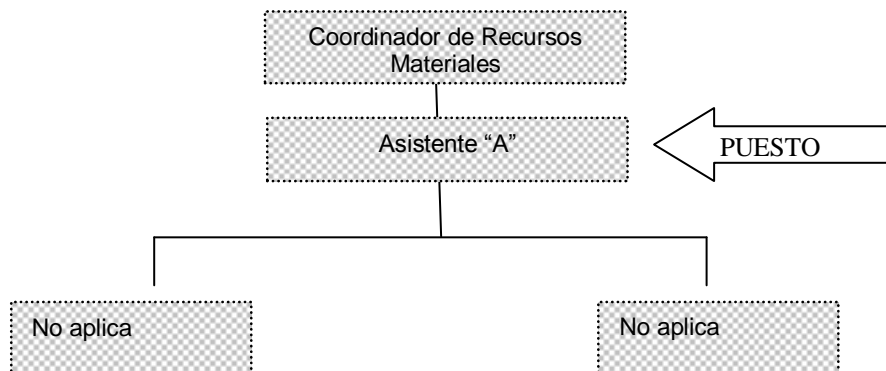 Coordinador de Recursos
Materiales
Asistente “A”
PUESTO
No aplica
No aplica